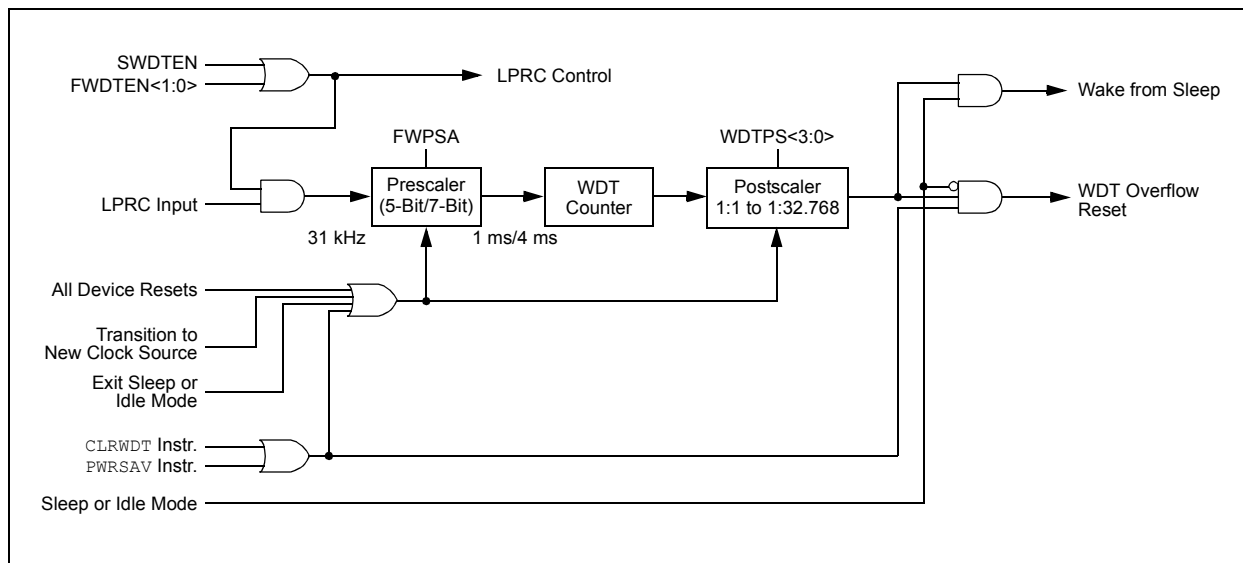 SWDTEN
FWDTEN<1:0>
LPRC Control
Wake from Sleep
FWPSA
WDTPS<3:0>
LPRC Input
Prescaler
(5-Bit/7-Bit)
WDT
Counter
Postscaler
1:1 to 1:32.768
WDT Overflow
Reset
31 kHz
1 ms/4 ms
All Device Resets
Transition to
New Clock Source
Exit Sleep or
Idle Mode
CLRWDT Instr.
PWRSAV Instr.
Sleep or Idle Mode